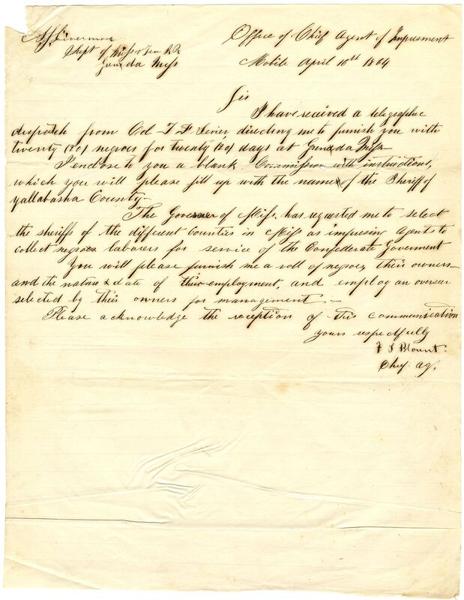 A J Livermore
Office of Chief Agent of Impressment
Supt of Miss & Ten R R
Mobile April 10th 1864
Grenada Miss
Sir
I have received a telegraphic
dispatch from Col directing me to furnish you with
twenty (20) negroes for twenty (20) days at Grenada Miss
I enclose to you a blank Commission with instructions,
which you will please fill up with the name of the Sheriff of
Yallabusha County.
The Governor of Miss. has requested me to select
the sheriffs of the different Counties in Miss as impressing Agents to
collect negroes laborers for service of the Confederate Government
You will please furnish me a roll of negroes their owners
and the nature & date of their employment, and employ an overseer
selected by their owners for management.
Please acknowledge the reception of this communication
yours respectfully
F S Blount
Chf Ag.